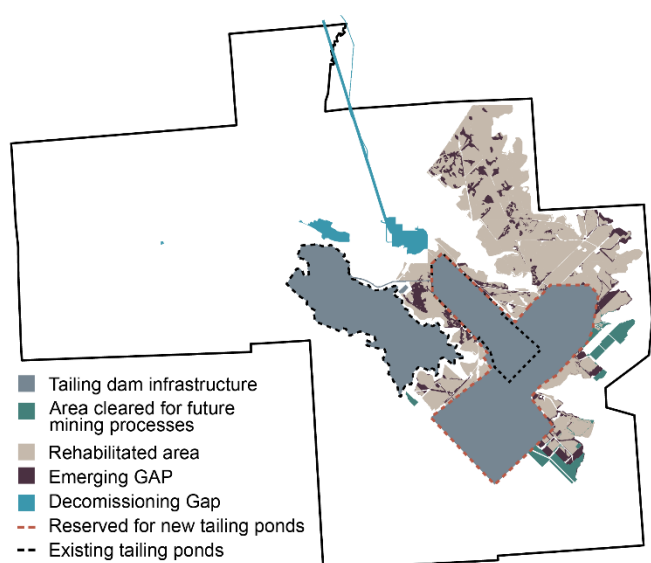 Tailing dam infrastructure
Area cleared for future
mining processes
Rehabilitated area
Emerging GAP
Decomissioning Gap
Reserved for new tailing ponds
Existing tailing ponds